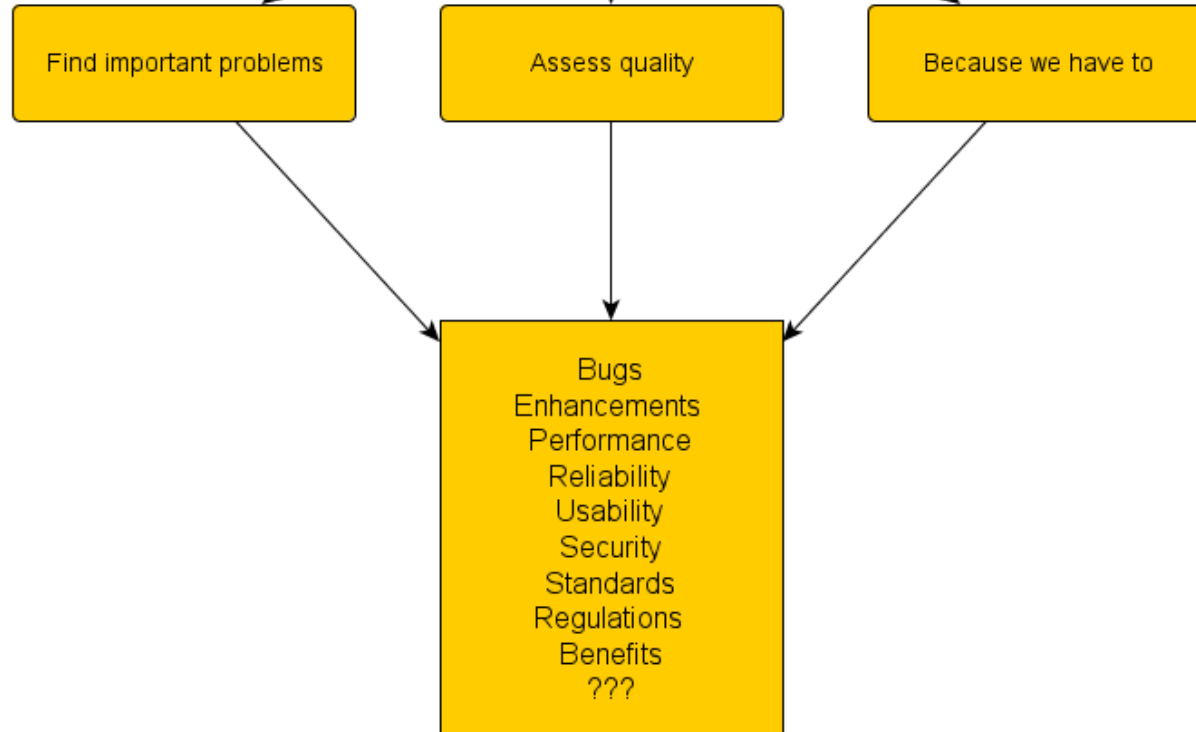 Find important problems
Assess quality
Because we have to
Bugs
Enhancements
Performance
Reliability
Usability
Security
Standards
Regulations
Benefits
???